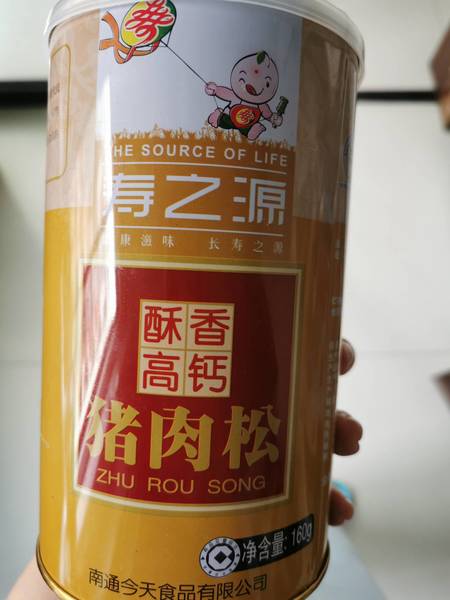 寿
THE SOURCE OF LIFE
寿之源
康滋味 长寿之源
酥香
高钙
猪肉松
ZHU ROU SONG
净含量: 160g
南通今天食品有限公司